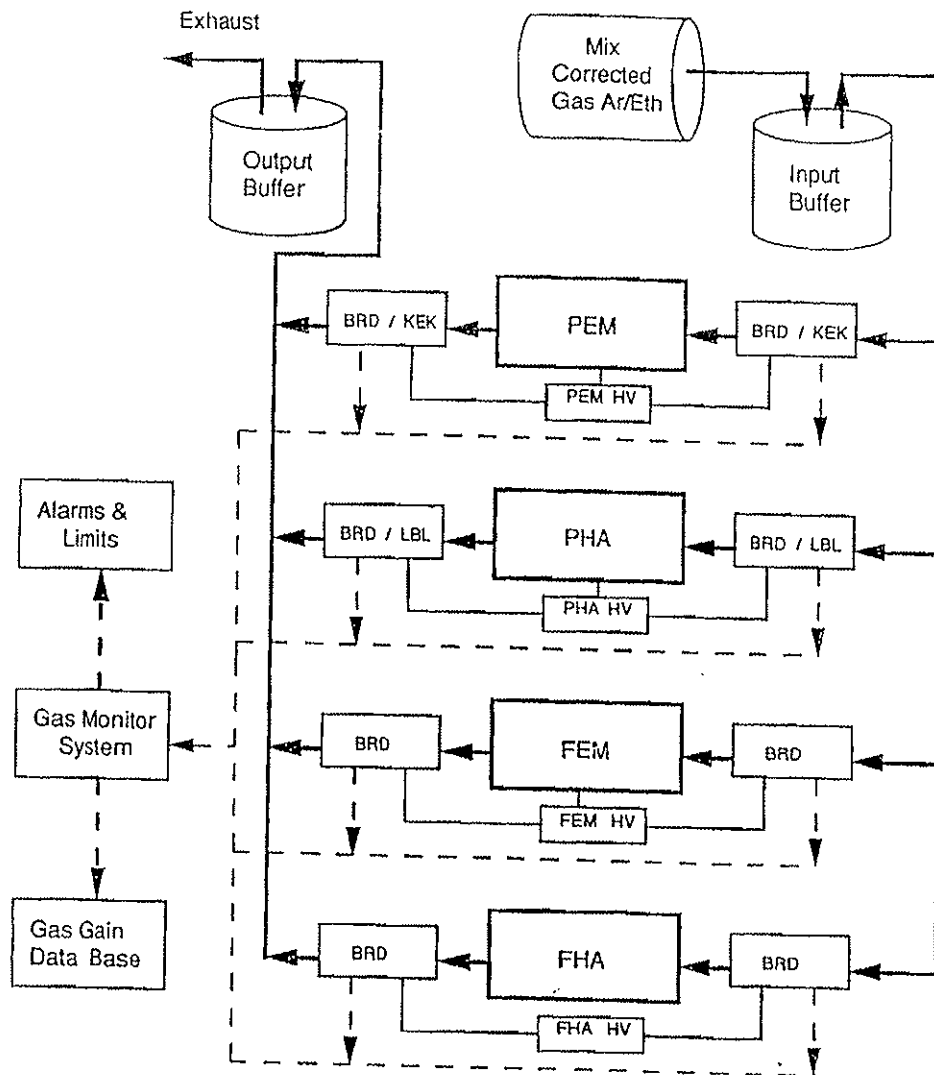 Exhaust
Mix
Corrected
Gas Ar/Eth
Output
Buffer
Input
Buffer
BRD / KEK
PEM
BRD / KEK
PEM HV
Alarms &
Limits
BRD / LBL
PHA
BRD / LBL
PHA HV
Gas Monitor
System
BRD
FEM
BRD
FEM HV
Gas Gain
Data Base
BRD
FHA
BRD
FHA HV